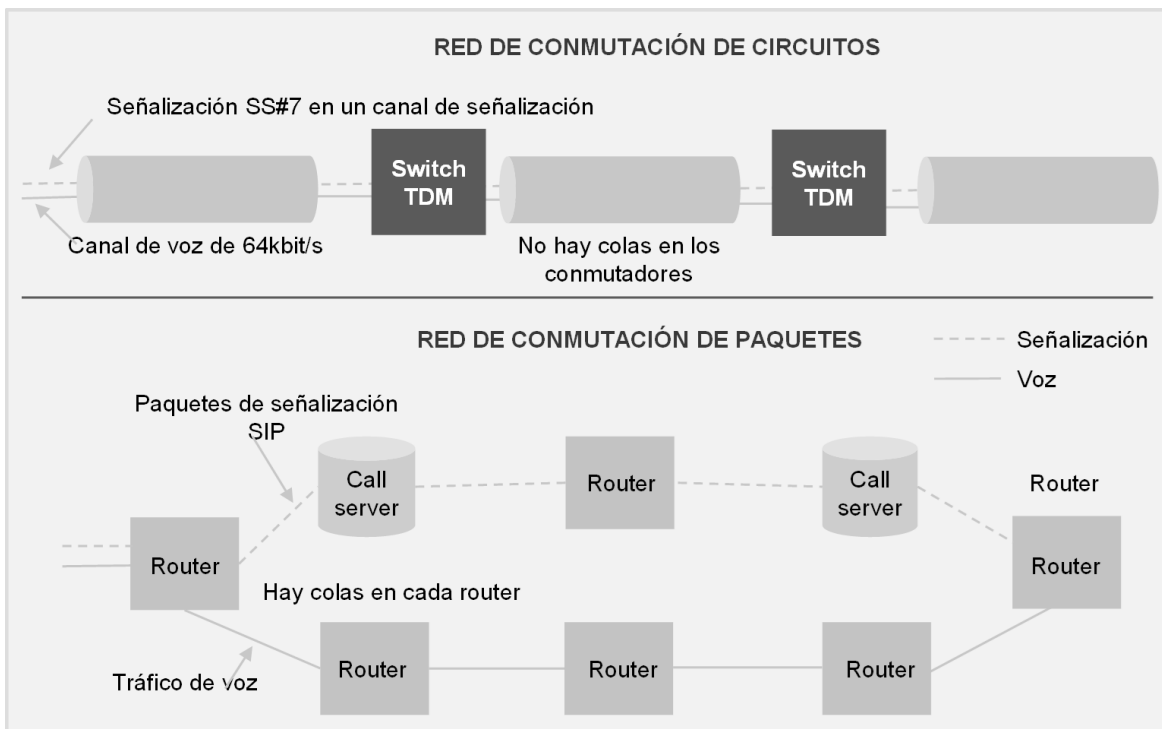 RED DE CONMUTACIÓN DE CIRCUITOS
Señalización SS#7 en un canal de señalización
Switch
TDM
Switch
TDM
Canal de voz de 64kbit/s
No hay colas en los
conmutadores
RED DE CONMUTACIÓN DE PAQUETES
Señalización
Voz
Paquetes de señalización
SIP
Call
server
Router
Call
server
Router
Router
Router
Hay colas en cada router
Tráfico de voz
Router
Router
Router